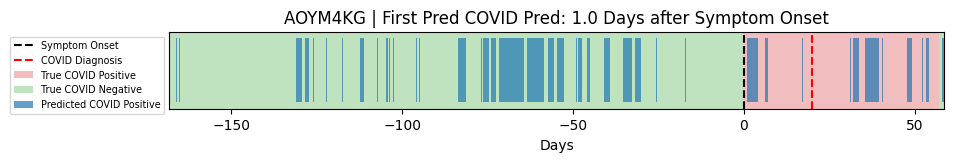 AOYM4KG | First Pred COVID Pred: 1.0 Days after Symptom Onset
Symptom Onset
COVID Diagnosis
True COVID Positive
True COVID Negative
Predicted COVID Positive
−150 −100 −50 0 50
Days